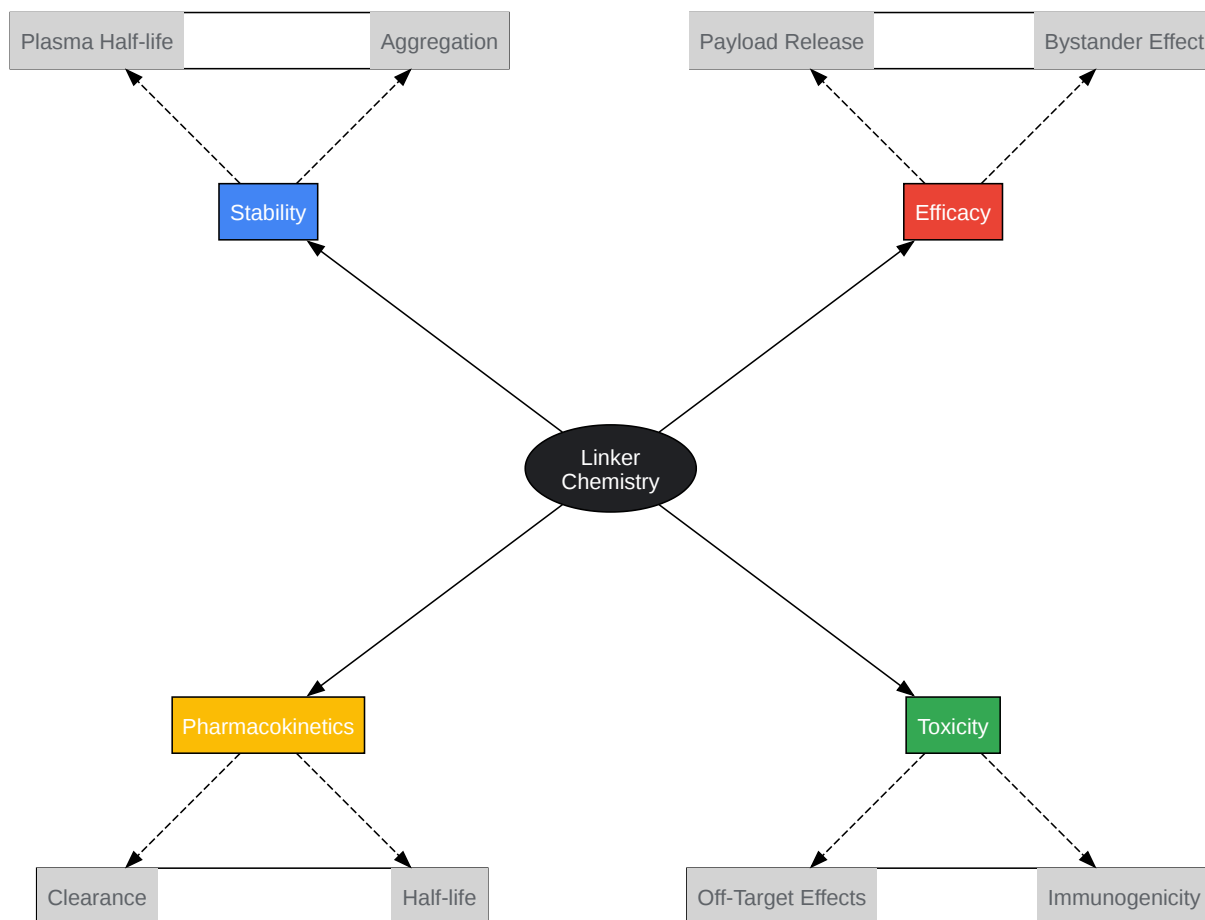 Plasma Half-life
Aggregation
Payload Release
Bystander Effect
Stability
Efficacy
Linker
Chemistry
Pharmacokinetics
Toxicity
Clearance
Half-life
Off-Target Effects
Immunogenicity